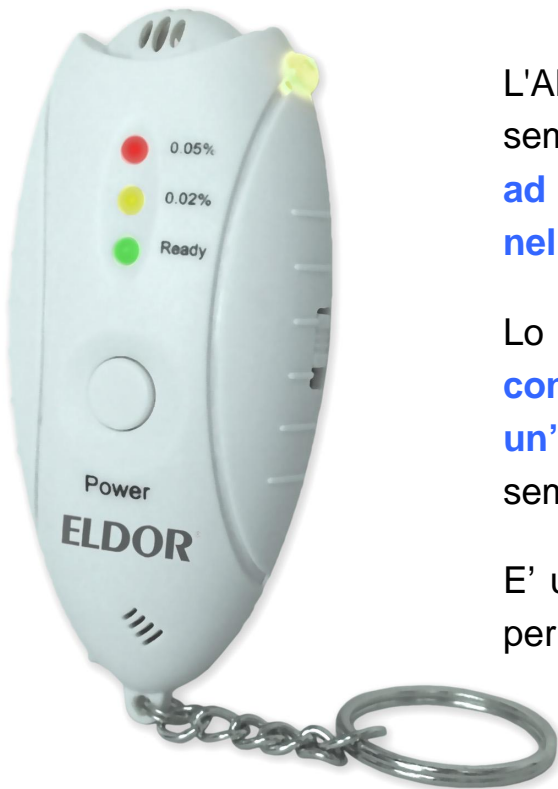 0.05%
0.02%
Ready
Power
ELDOR
L'Al
sem
ad
nel
Lo
con
un’
sem
E’ u
per